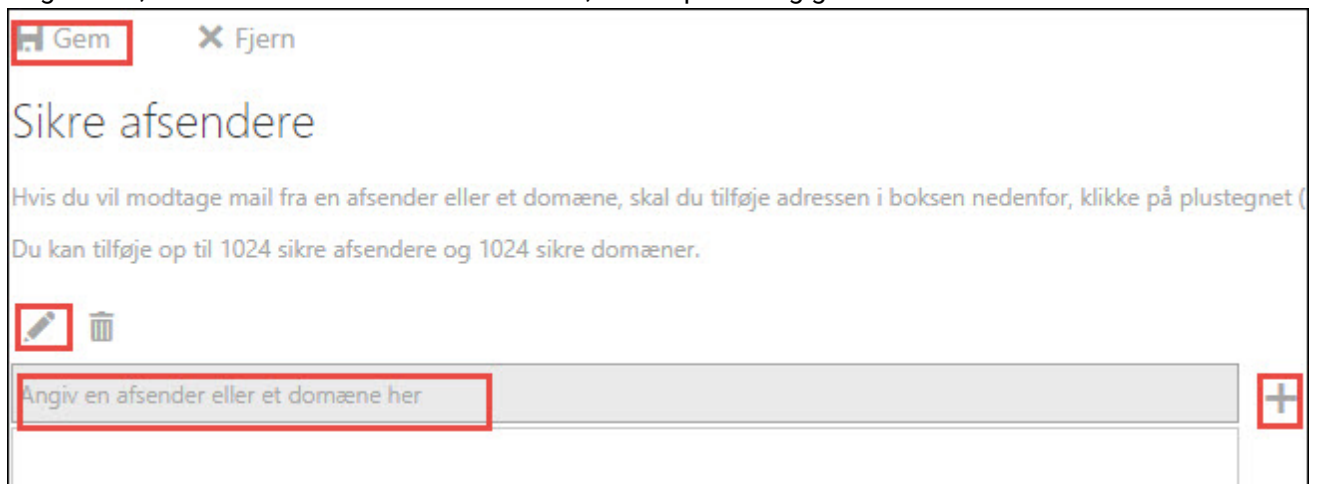 Gem Fjern
Sikre afsendere
Hvis du vil modtage mail fra en afsender eller et domæne, skal du tilføje adressen i boksen nedenfor, klikke på plustegnet (
Du kan tilføje op til 1024 sikre afsendere og 1024 sikre domæner.
Angiv en afsender eller et domæne her